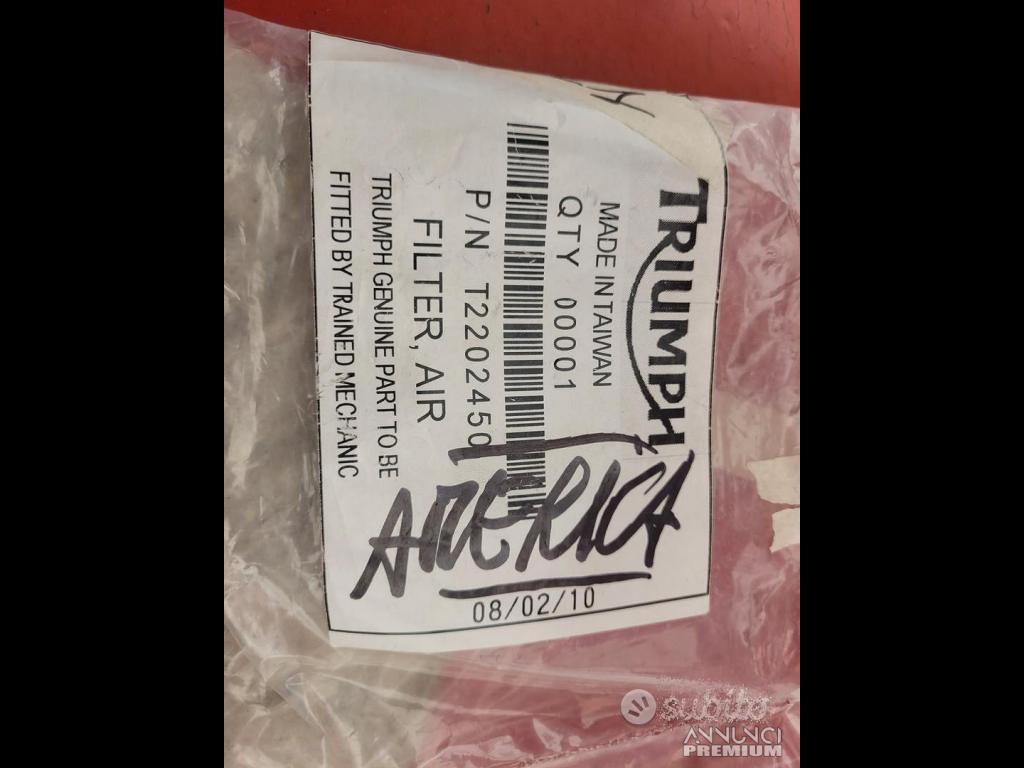 TRIUMPH
MADE IN TAIWAN
QTY 00001
P/N T2202450
FILTER, AIR
TRIUMPH GENUINE PART TO BE
FITTED BY TRAINED MECHANIC
AMERICA
08/02/10
subito
ANNUNCI
PREMIUM